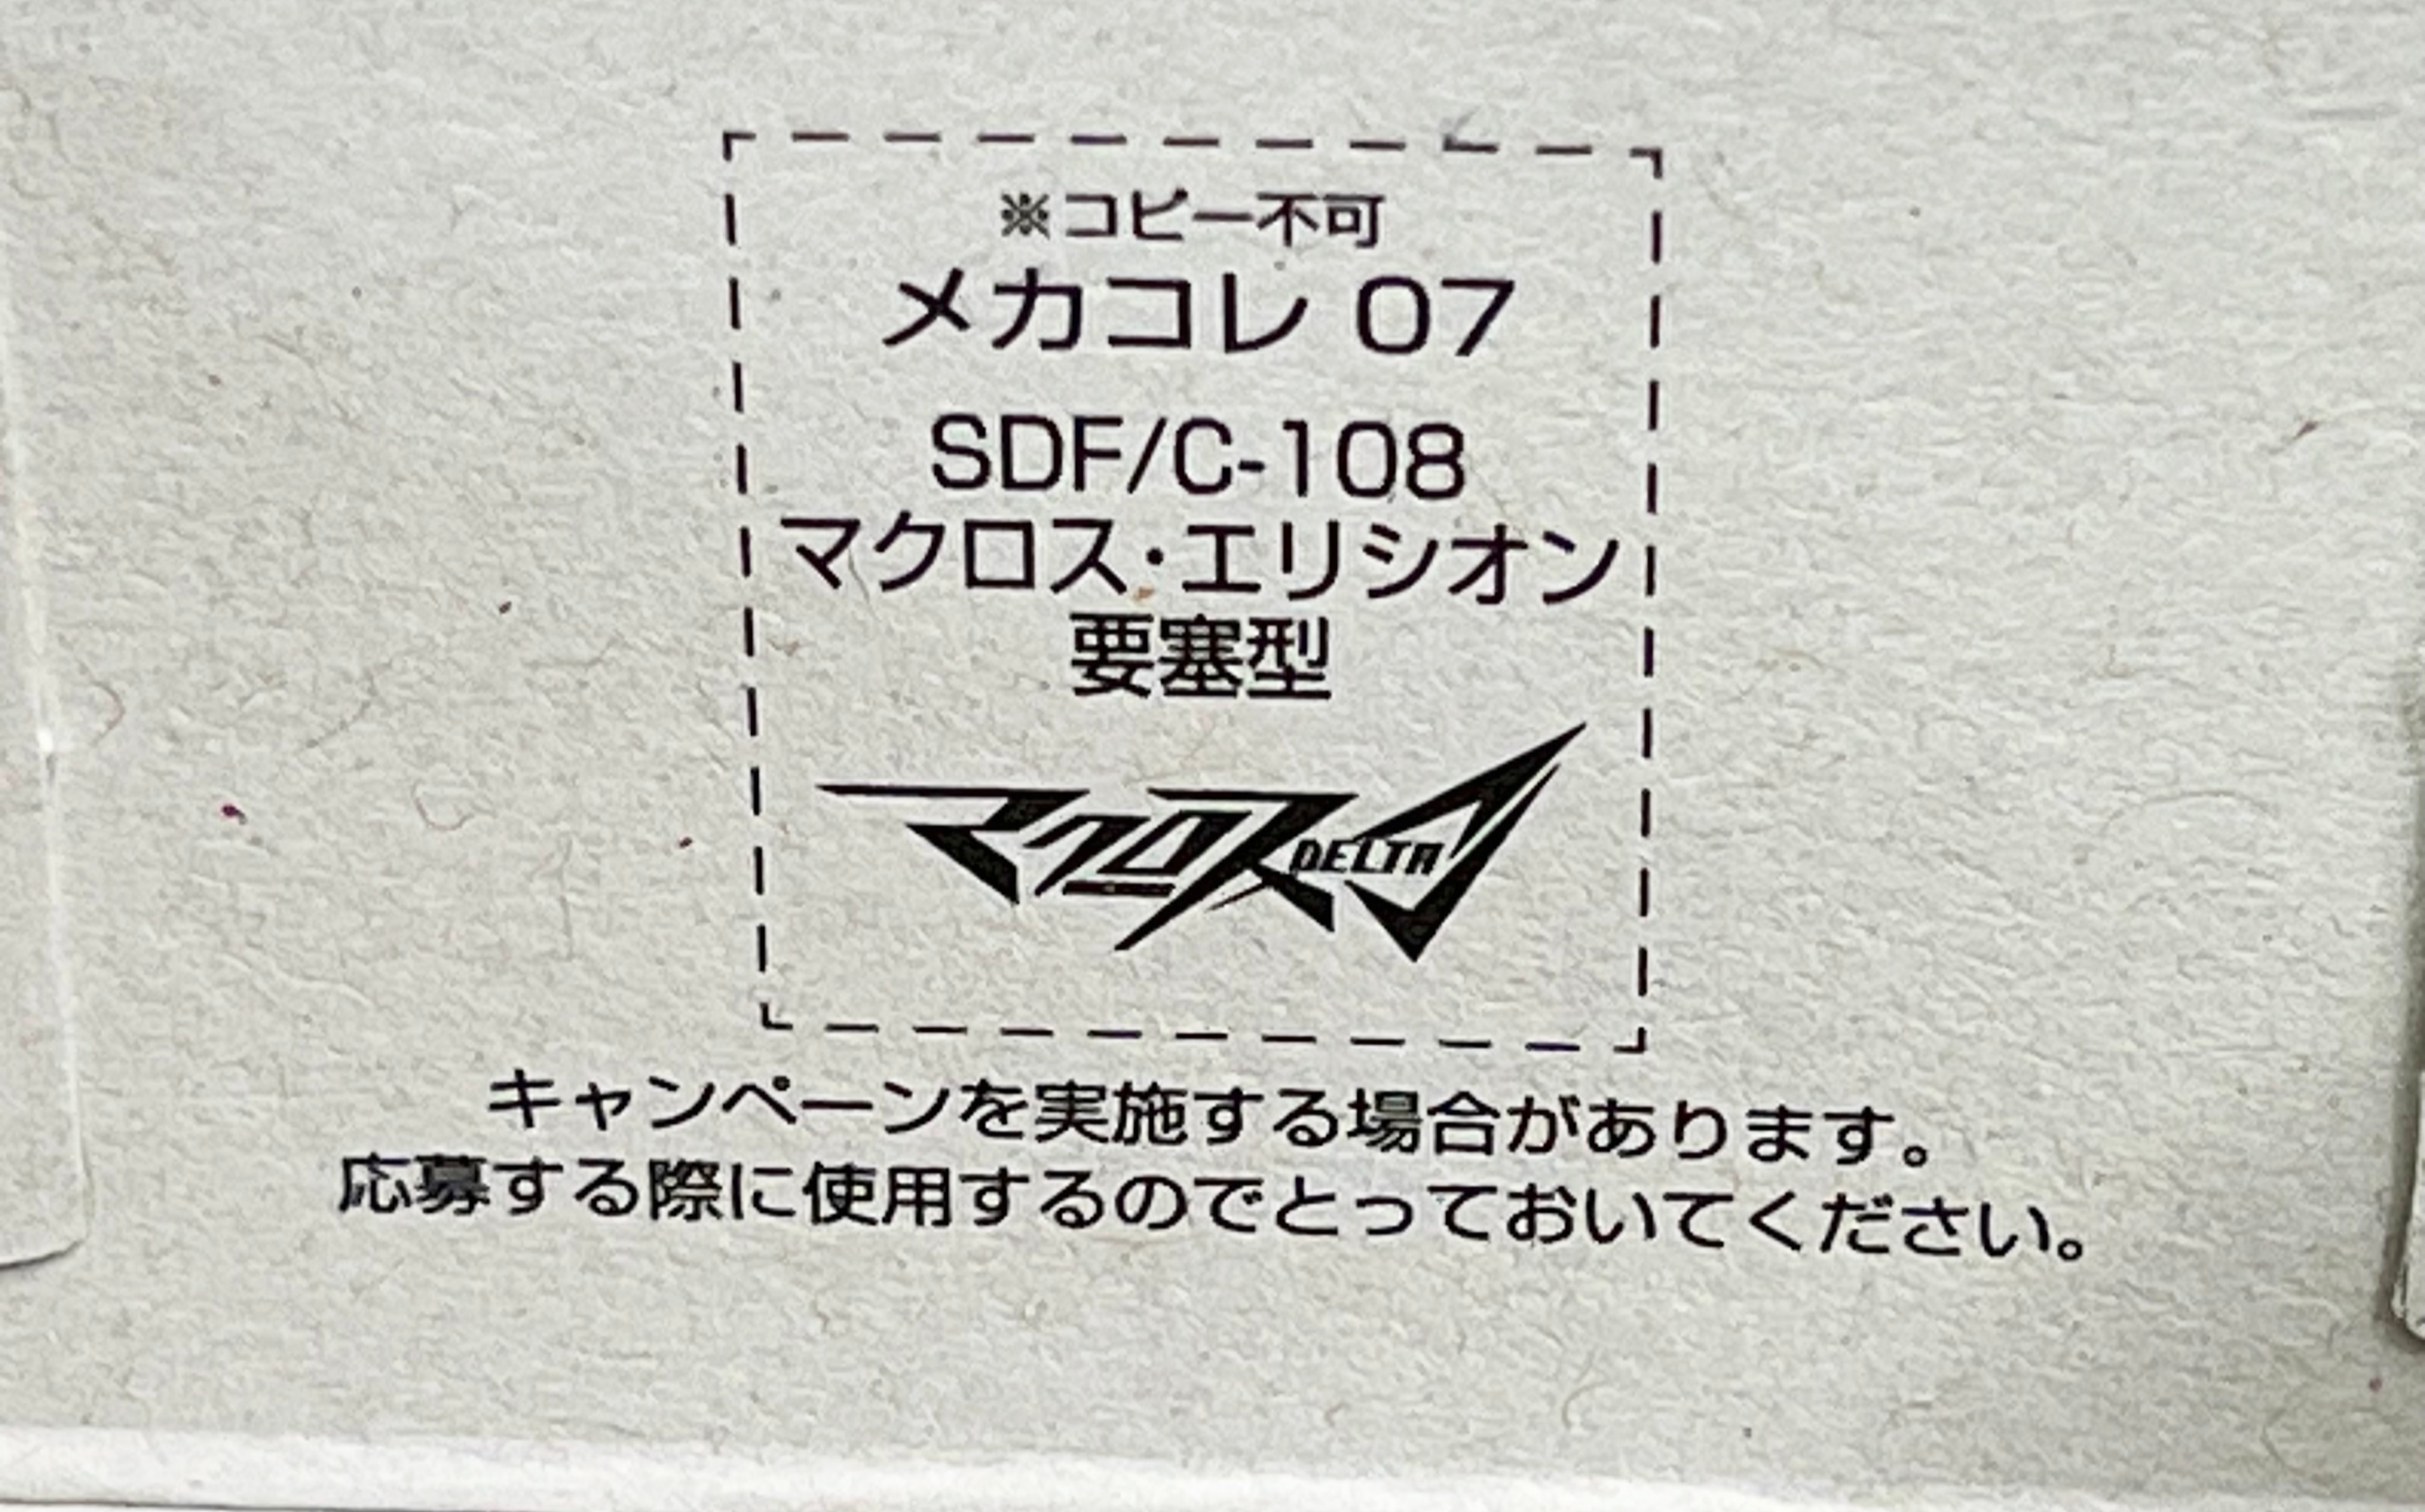 ※コピー不可
メカコレ 07
SDF/C-108
マクロス・エリシオン
要塞型
マクロスΔ DELTA
キャンペーンを実施する場合があります。
応募する際に使用するのでとっておいてください。